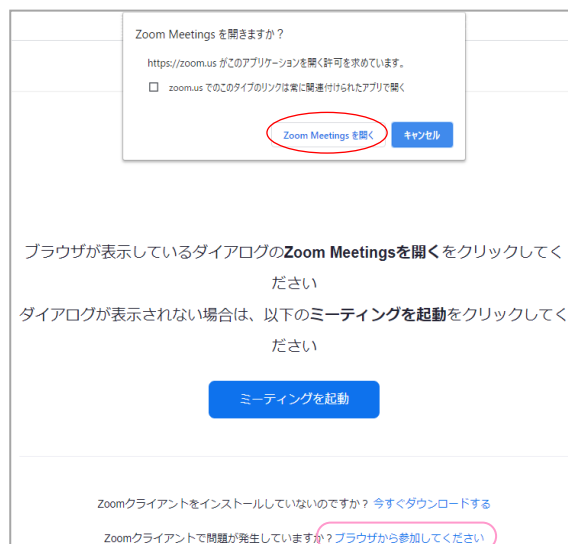 Zoom Meetings を開きますか？
https://zoom.us がこのアプリケーションを開く許可を求めています。
zoom.us でのこのタイプのリンクは常に関連付けられたアプリで開く
Zoom Meetings を開く キャンセル
ブラウザが表示しているダイアログのZoom Meetingsを開くをクリックしてく
ださい
ダイアログが表示されない場合は、以下のミーティングを起動をクリックしてく
ださい
ミーティングを起動
Zoomクライアントをインストールしていないのですか？ 今すぐダウンロードする
Zoomクライアントで問題が発生していますか？ブラウザから参加してください